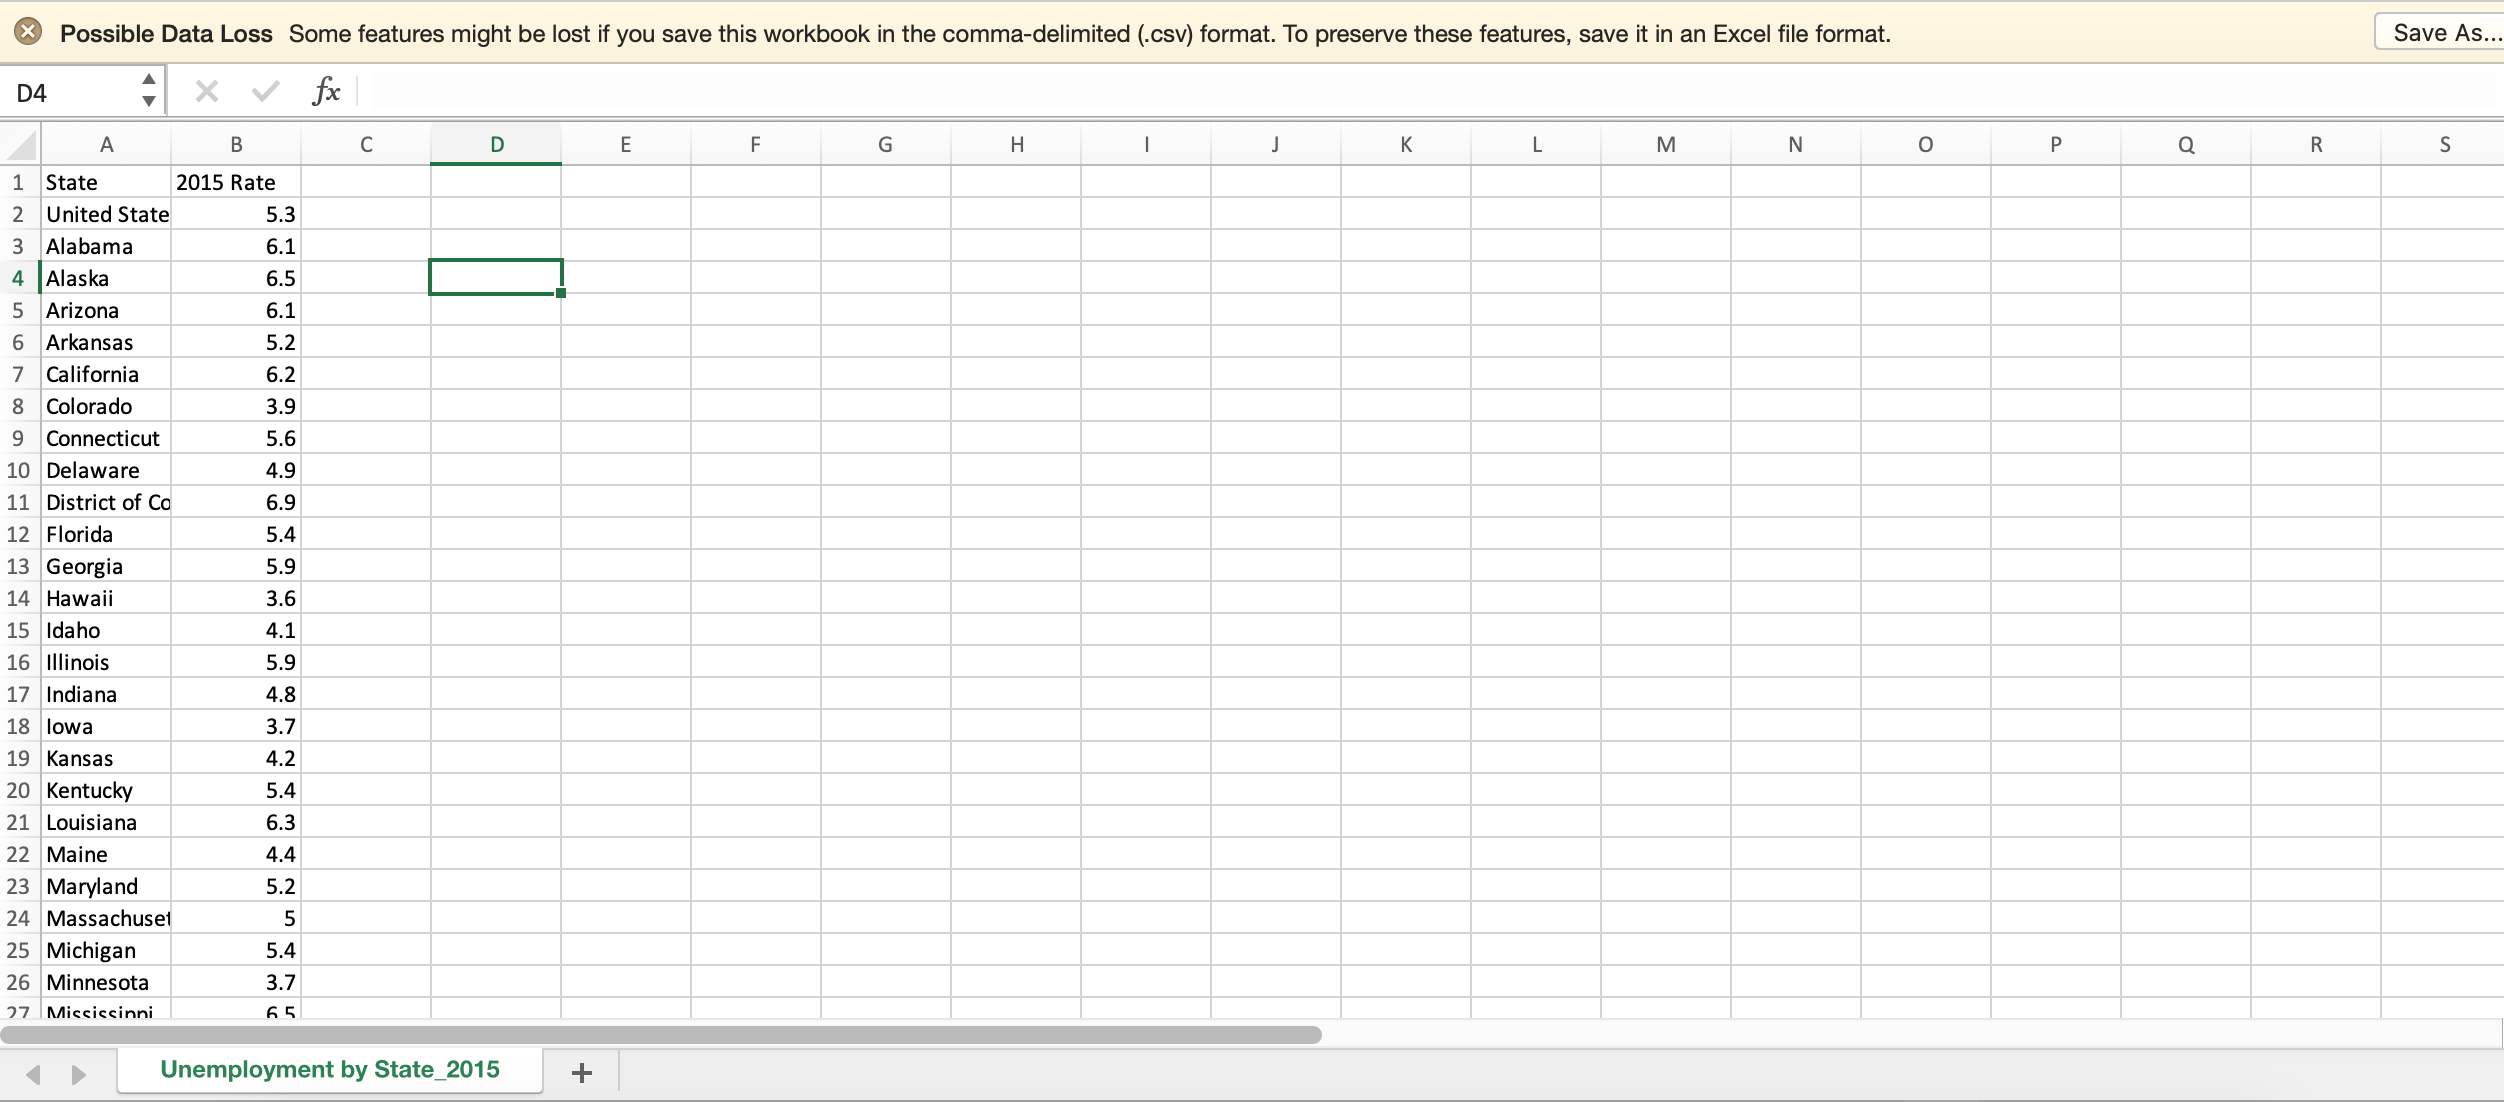 Possible Data Loss Some features might be lost if you save this workbook in the comma-delimited (.csv) format. To preserve these features, save it in an Excel file format. Save As...
D4 fx
A B C D E F G H I J K L M N O P Q R S
1 State 2015 Rate
2 United State 5.3
3 Alabama 6.1
4 Alaska 6.5
5 Arizona 6.1
6 Arkansas 5.2
7 California 6.2
8 Colorado 3.9
9 Connecticut 5.6
10 Delaware 4.9
11 District of Co 6.9
12 Florida 5.4
13 Georgia 5.9
14 Hawaii 3.6
15 Idaho 4.1
16 Illinois 5.9
17 Indiana 4.8
18 Iowa 3.7
19 Kansas 4.2
20 Kentucky 5.4
21 Louisiana 6.3
22 Maine 4.4
23 Maryland 5.2
24 Massachuset 5
25 Michigan 5.4
26 Minnesota 3.7
27 Mississippi 6.5
Unemployment by State_2015 +